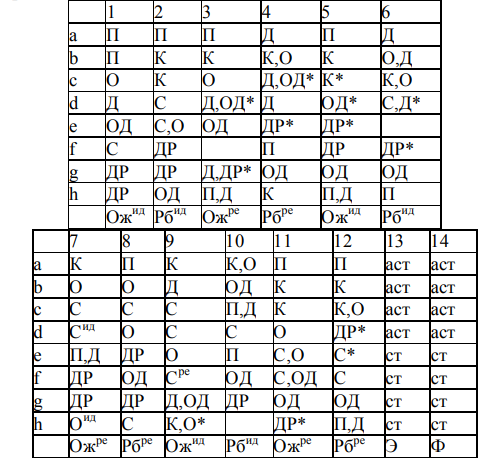 1 2 3 4 5 6
a П П П Д П Д
b П К К К,О К О,Д
c О К О Д,ОД* К* К,О
d Д С Д,ОД* Д ОД* С,Д*
e ОД С,О ОД ДР* ДР*
f С ДР П ДР ДР*
g ДР ДР Д,ДР* ОД ОД ОД
h ДР ОД П,Д К П,Д П
Ожид Рбид Ожре Рбре Ожид Рбид
7 8 9 10 11 12 13 14
a К П К К,О П П аст аст
b О О Д ОД К К аст аст
c С С С П,Д К К,О аст аст
d Сид О С С О ДР* аст аст
e П,Д ДР О П С,О С* ст ст
f ДР ОД Сре ОД С,ОД С ст ст
g ДР ДР Д,ОД ДР ОД ОД ст ст
h Оид С К,О* ДР* П,Д ст ст
Ожре Рбре Ожид Рбид Ожре Рбре Э Ф